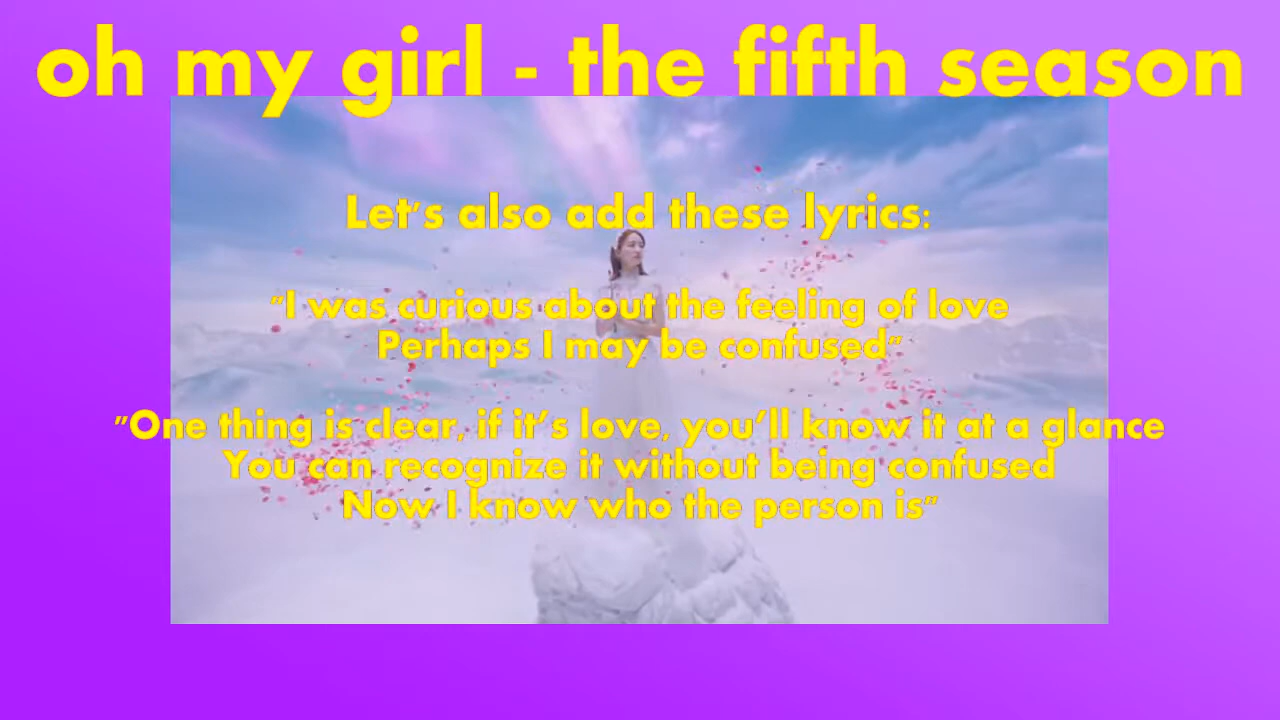 oh my girl - the fifth season
Let's also add these lyrics:
"I was curious about the feeling of love
Perhaps I may be confused"
"One thing is clear, if it's love, you'll know it at a glance
You can recognize it without being confused
Now I know who the person is"